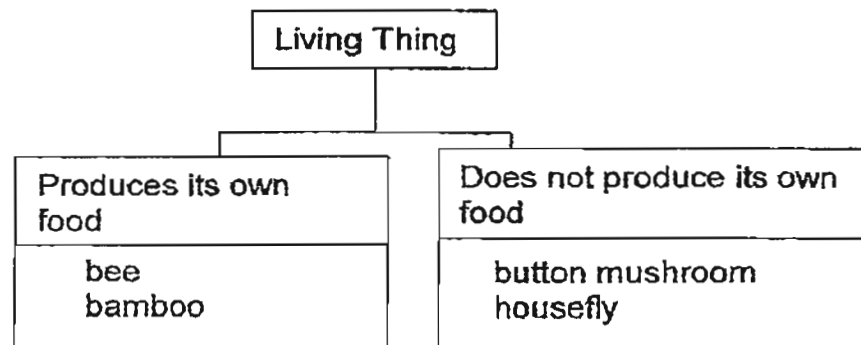 Living Thing
Produces its own
food
bee
bamboo
Does not produce its own
food
button mushroom
housefly